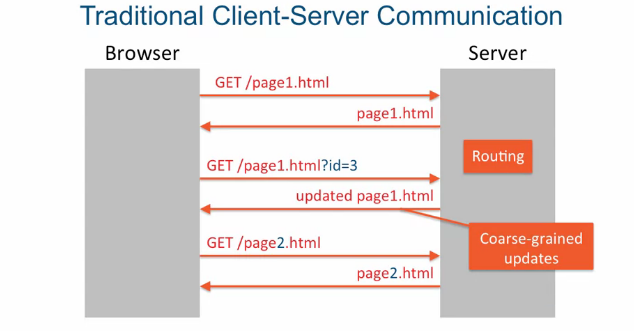 Traditional Client-Server Communication
Browser
Server
GET /page1.html
page1.html
Routing
GET /page1.html?id=3
updated page1.html
GET /page2.html
Coarse-grained
updates
page2.html